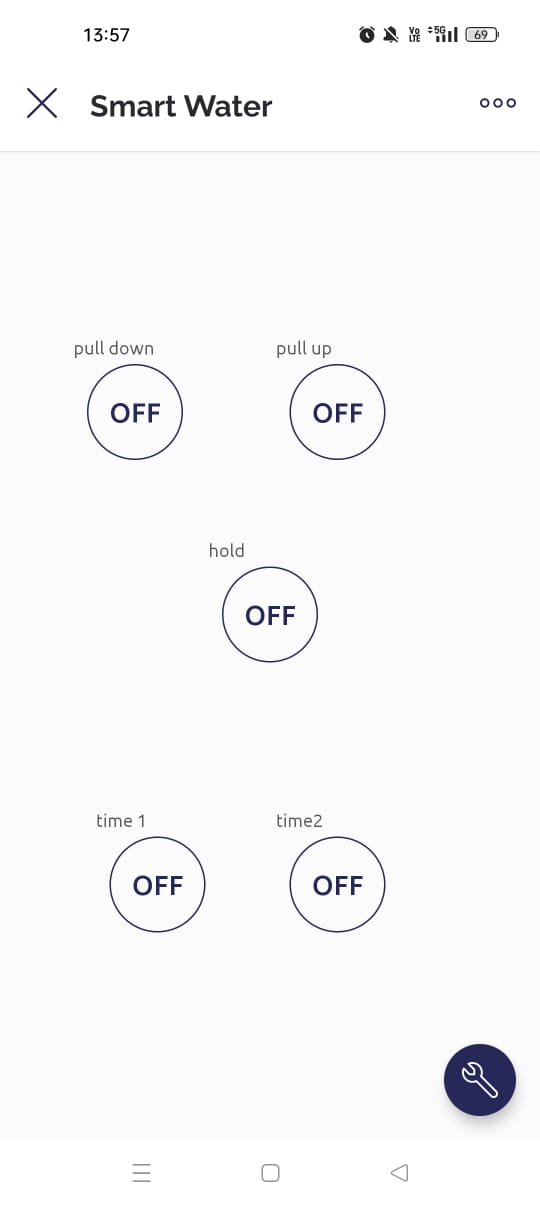 13:57
Vo LTE 5G 69
Smart Water
pull down
pull up
OFF
OFF
hold
OFF
time 1
time2
OFF
OFF